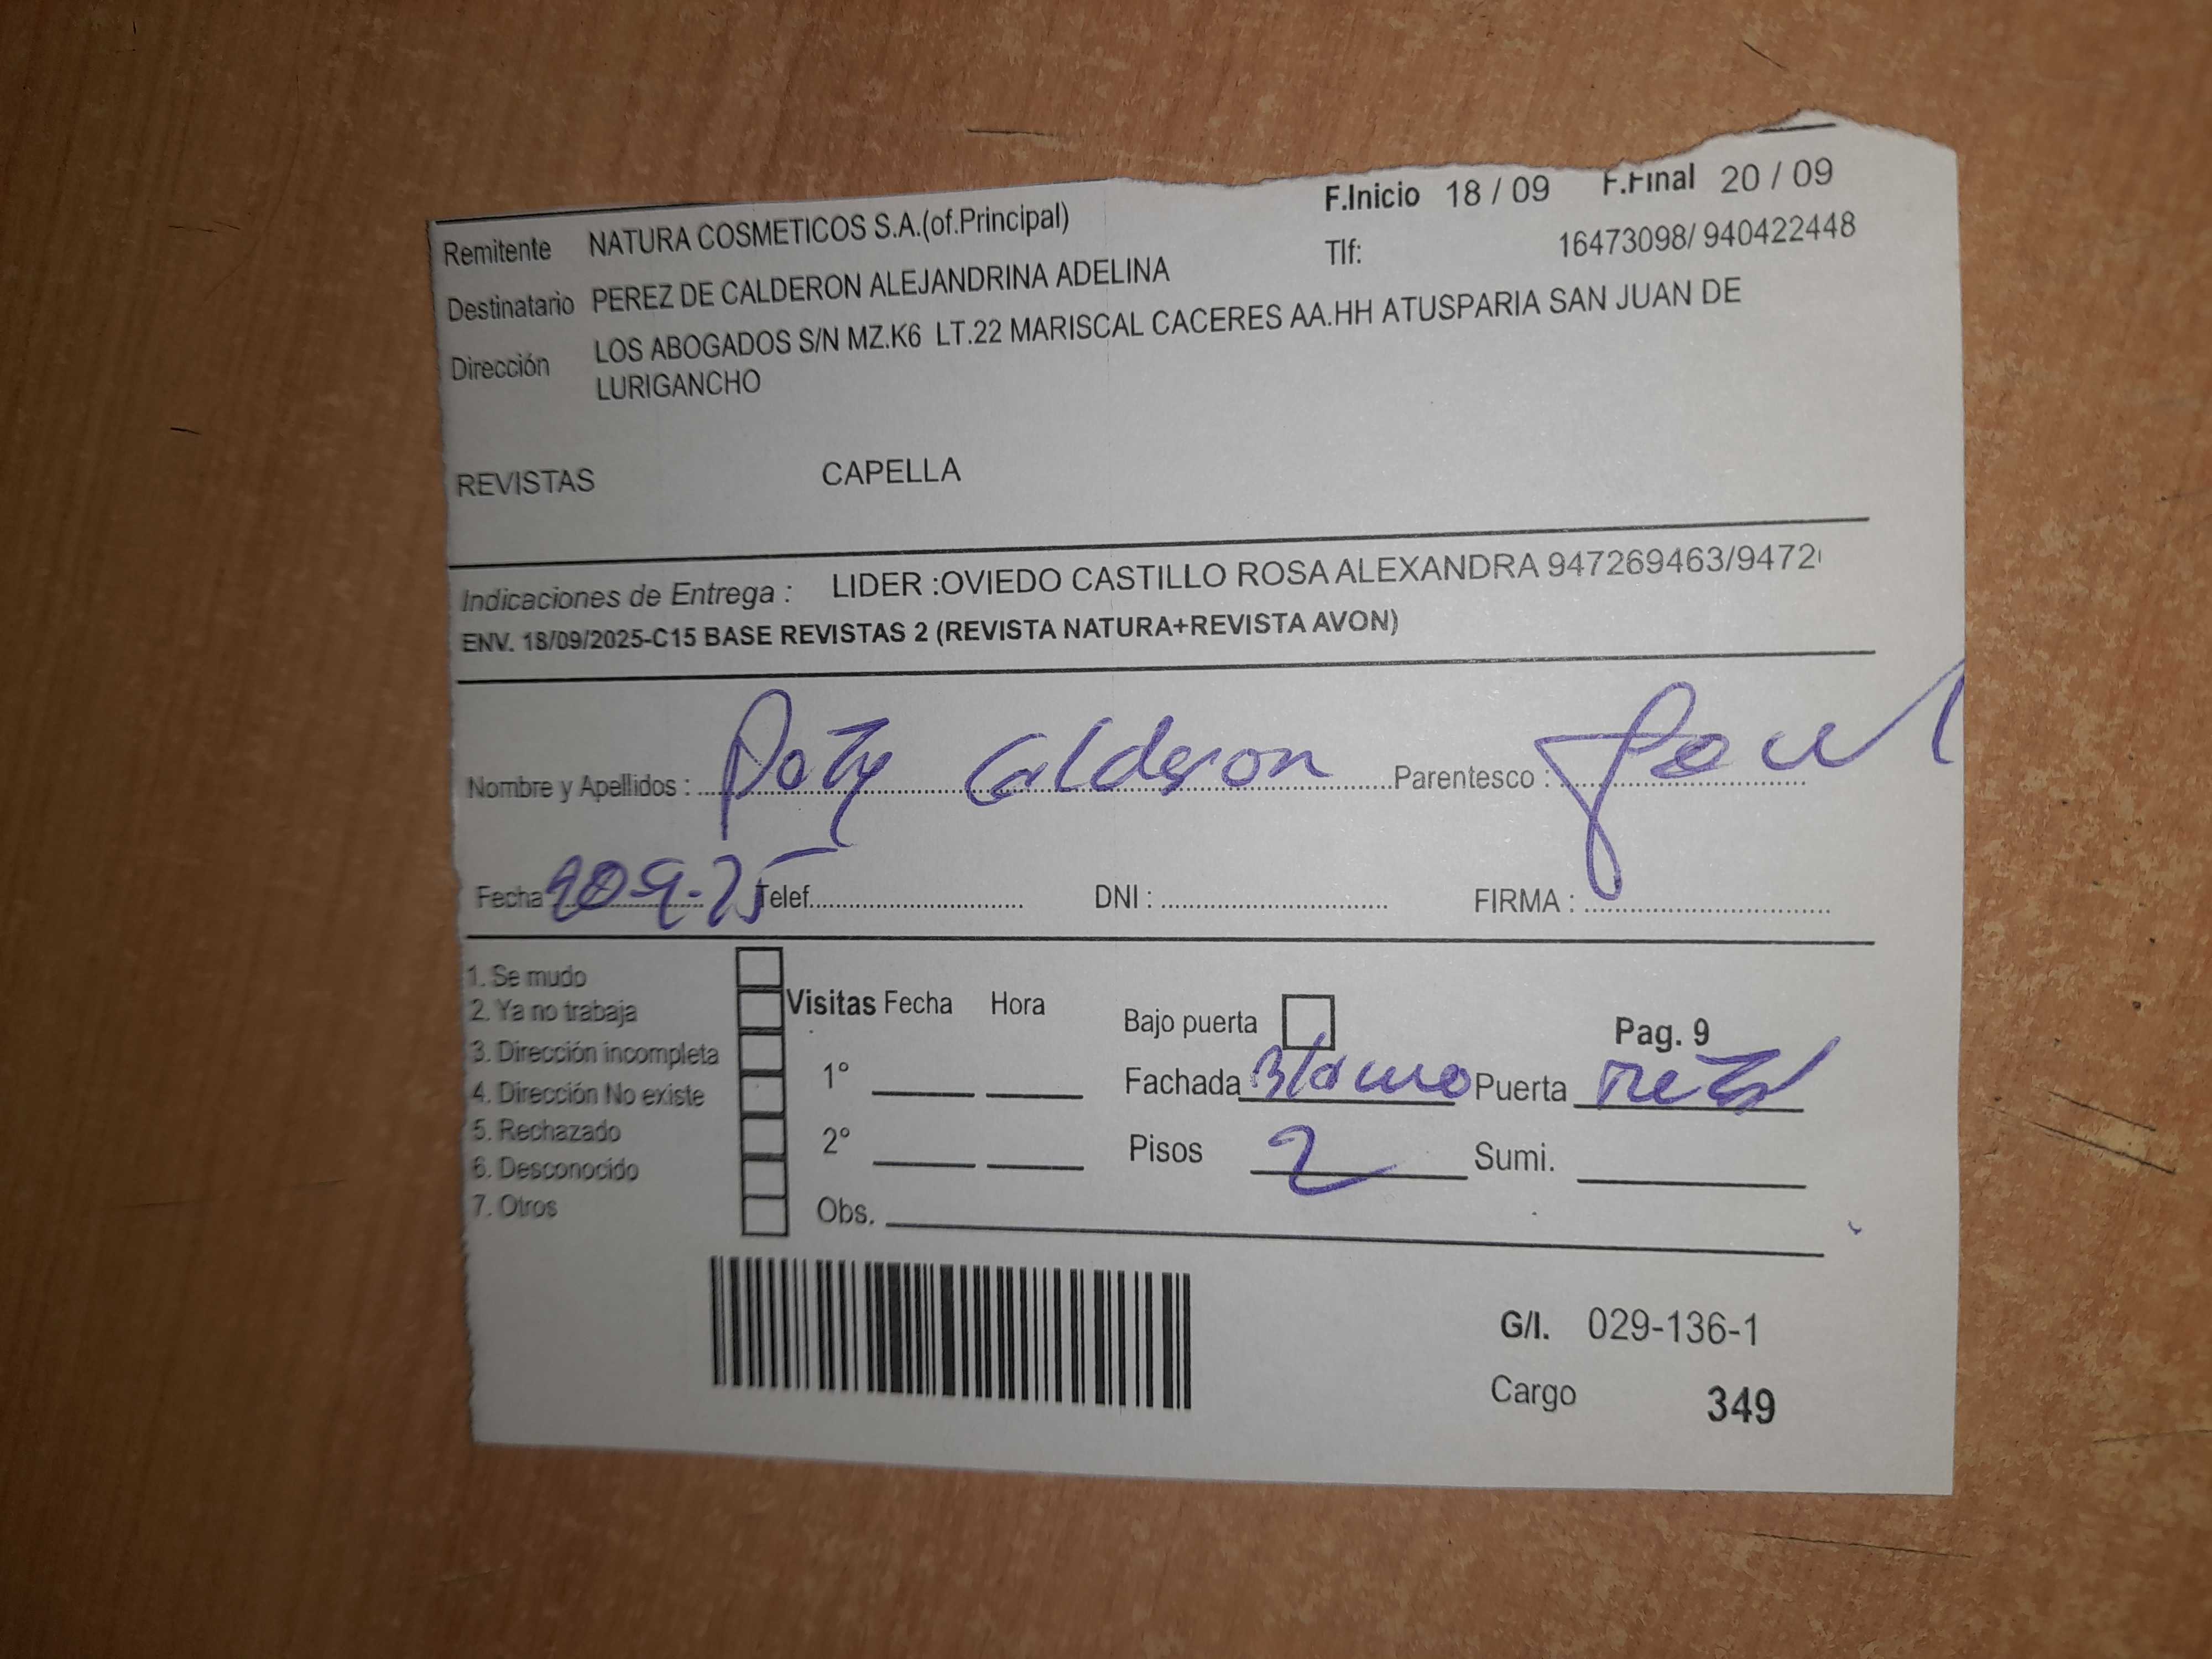 F.Inicio 18 / 09 F.Final 20 / 09
Remitente NATURA COSMETICOS S.A.(of.Principal) Tlf: 16473098/ 940422448
Destinatario PEREZ DE CALDERON ALEJANDRINA ADELINA
Dirección LOS ABOGADOS S/N MZ.K6 LT.22 MARISCAL CACERES AA.HH ATUSPARIA SAN JUAN DE
LURIGANCHO
REVISTAS CAPELLA
Indicaciones de Entrega : LIDER :OVIEDO CASTILLO ROSA ALEXANDRA 947269463/9472
ENV. 18/09/2025-C15 BASE REVISTAS 2 (REVISTA NATURA+REVISTA AVON)
Nombre y Apellidos : Paty Calderon Parentesco :
Fecha Telef. DNI : FIRMA :
1. Se mudo
2. Ya no trabaja Visitas Fecha Hora Bajo puerta Pag. 9
3. Dirección incompleta 1° Fachada Blanco Puerta metal
4. Dirección No existe
5. Rechazado 2° Pisos 2 Sumi.
6. Desconocido
7. Otros Obs.
G/I. 029-136-1
Cargo 349